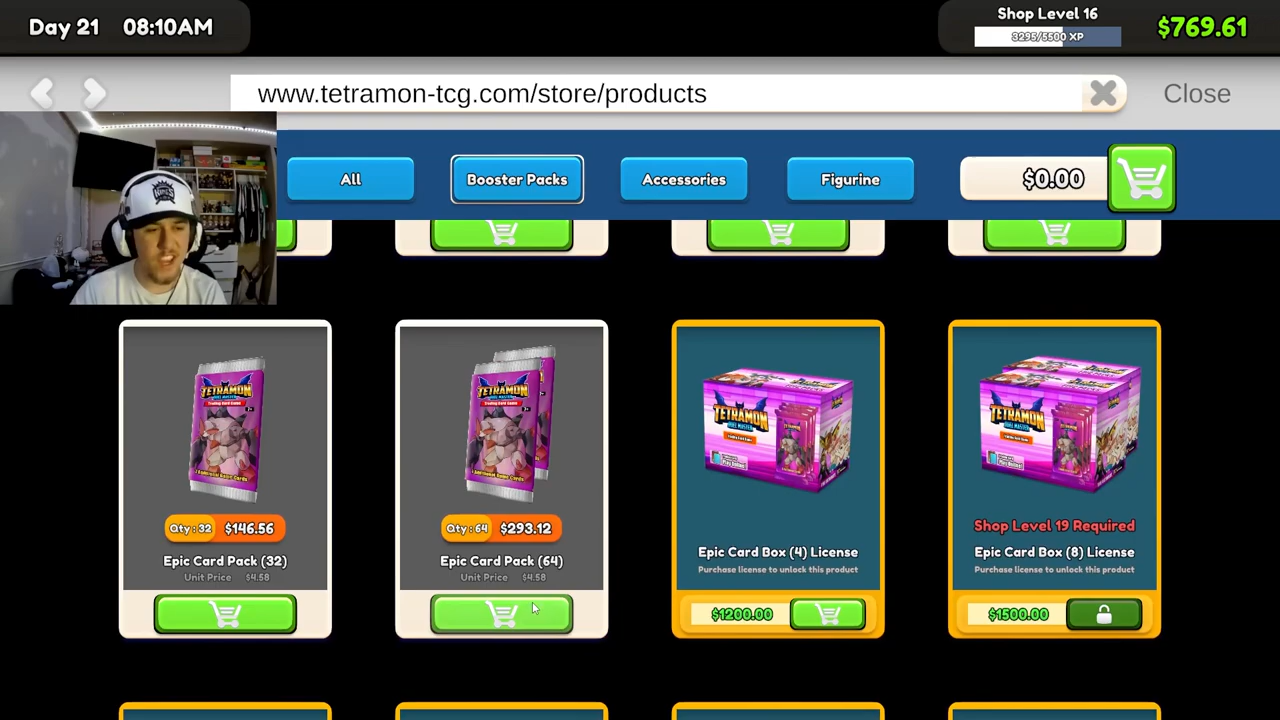 Day 21 08:10AM
Shop Level 16
3295/5500 XP
$769.61
www.tetramon-tcg.com/store/products
Close
All
Booster Packs
Accessories
Figurine
$0.00
TETRAMON
TETRAMON
TETRAMON
TETRAMON
Qty : 32 $146.56
Epic Card Pack (32)
Unit Price $4.58
Qty : 64 $293.12
Epic Card Pack (64)
Unit Price $4.58
Epic Card Box (4) License
Purchase license to unlock this product
$1200.00
Shop Level 19 Required
Epic Card Box (8) License
Purchase license to unlock this product
$1500.00